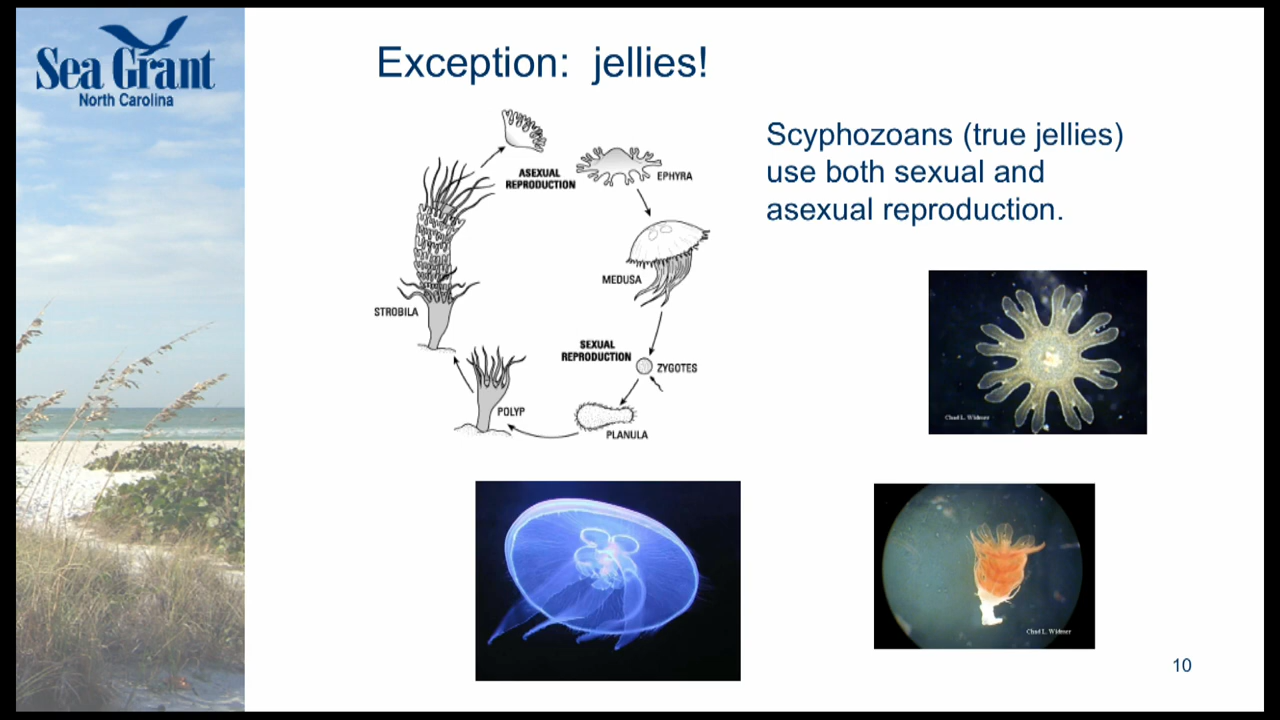 Sea Grant
North Carolina
Exception: jellies!
Scyphozoans (true jellies)
use both sexual and
asexual reproduction.
ASEXUAL
REPRODUCTION
EPHYRA
MEDUSA
STROBILA
SEXUAL
REPRODUCTION
ZYGOTES
POLYP
PLANULA
Chad L. Widmer
Chad L. Widmer
10